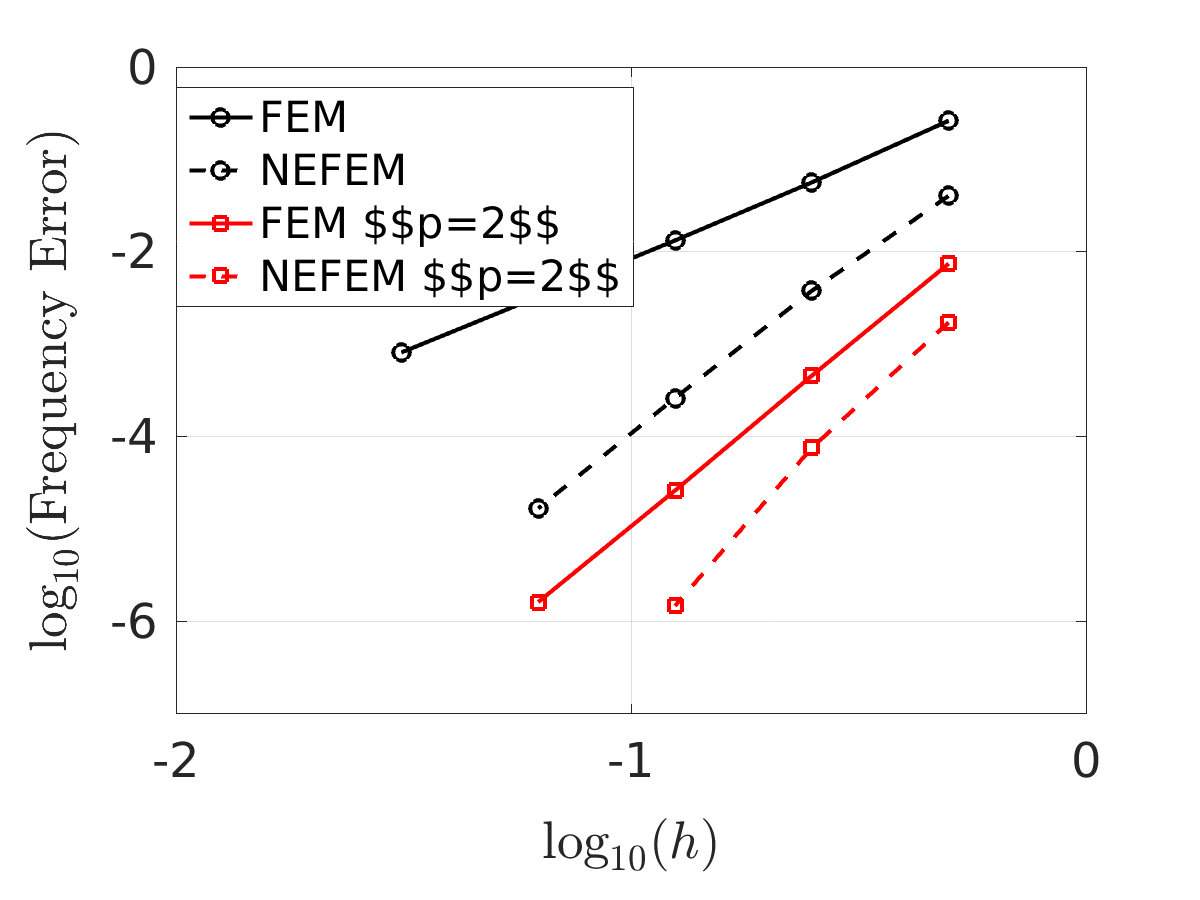 0
-2
-4
-6
log10(Frequency Error)
FEM
NEFEM
FEM $$p=2$$
NEFEM $$p=2$$
-2
-1
0
log10(h)